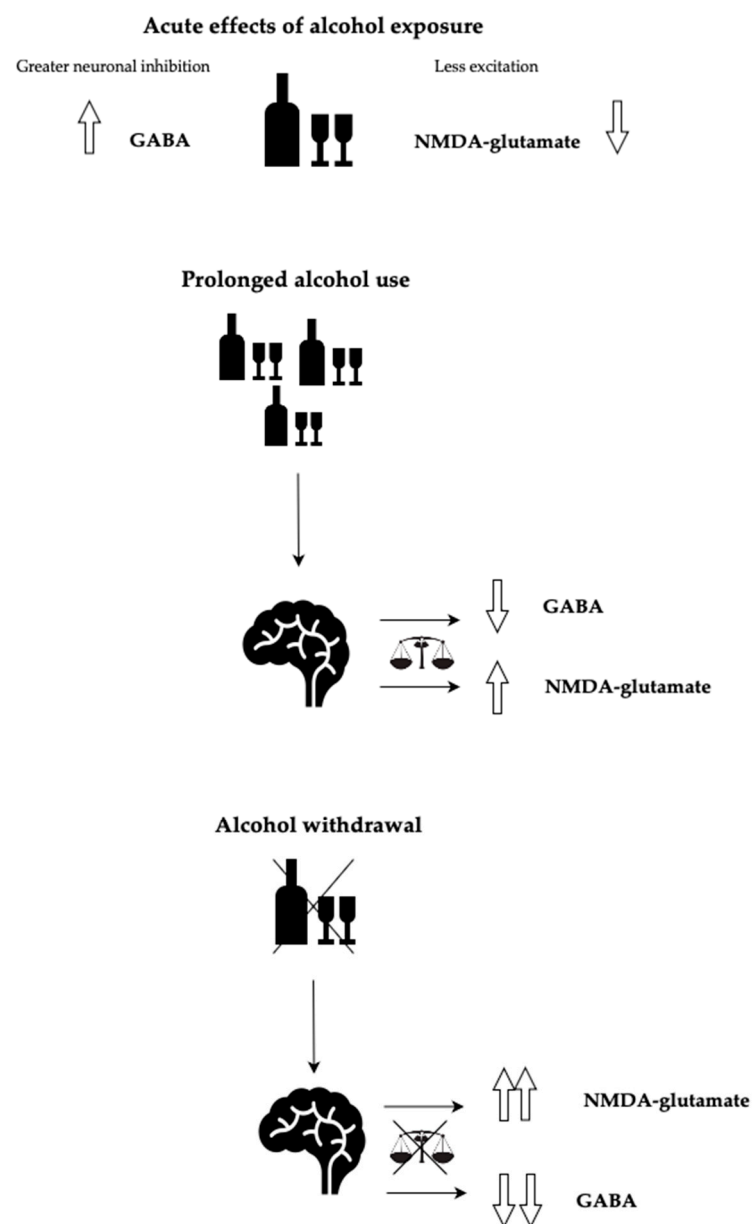 Acute effects of alcohol exposure
Greater neuronal inhibition
Less excitation
GABA
NMDA-glutamate
Prolonged alcohol use
GABA
NMDA-glutamate
Alcohol withdrawal
NMDA-glutamate
GABA